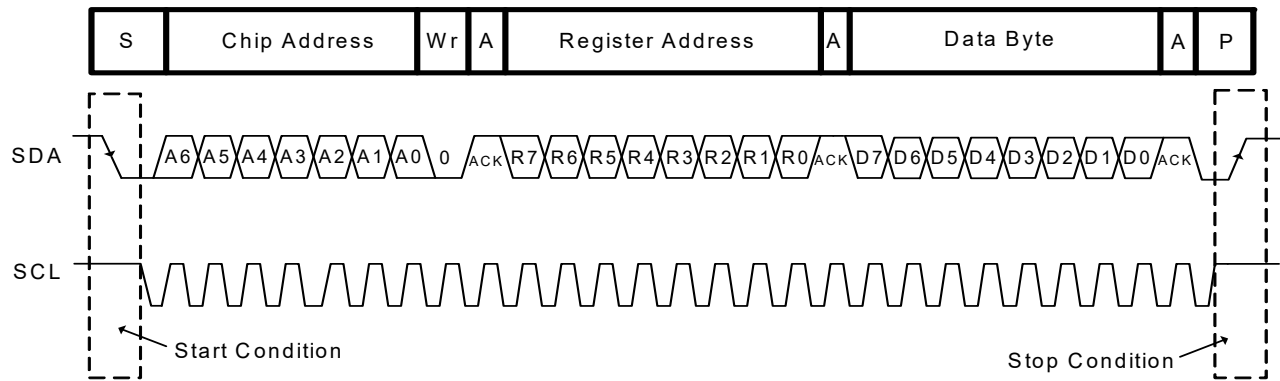 S Chip Address Wr A Register Address A Data Byte A P
SDA A6 A5 A4 A3 A2 A1 A0 0 ACK R7 R6 R5 R4 R3 R2 R1 R0 ACK D7 D6 D5 D4 D3 D2 D1 D0 ACK
SCL
Start Condition
Stop Condition